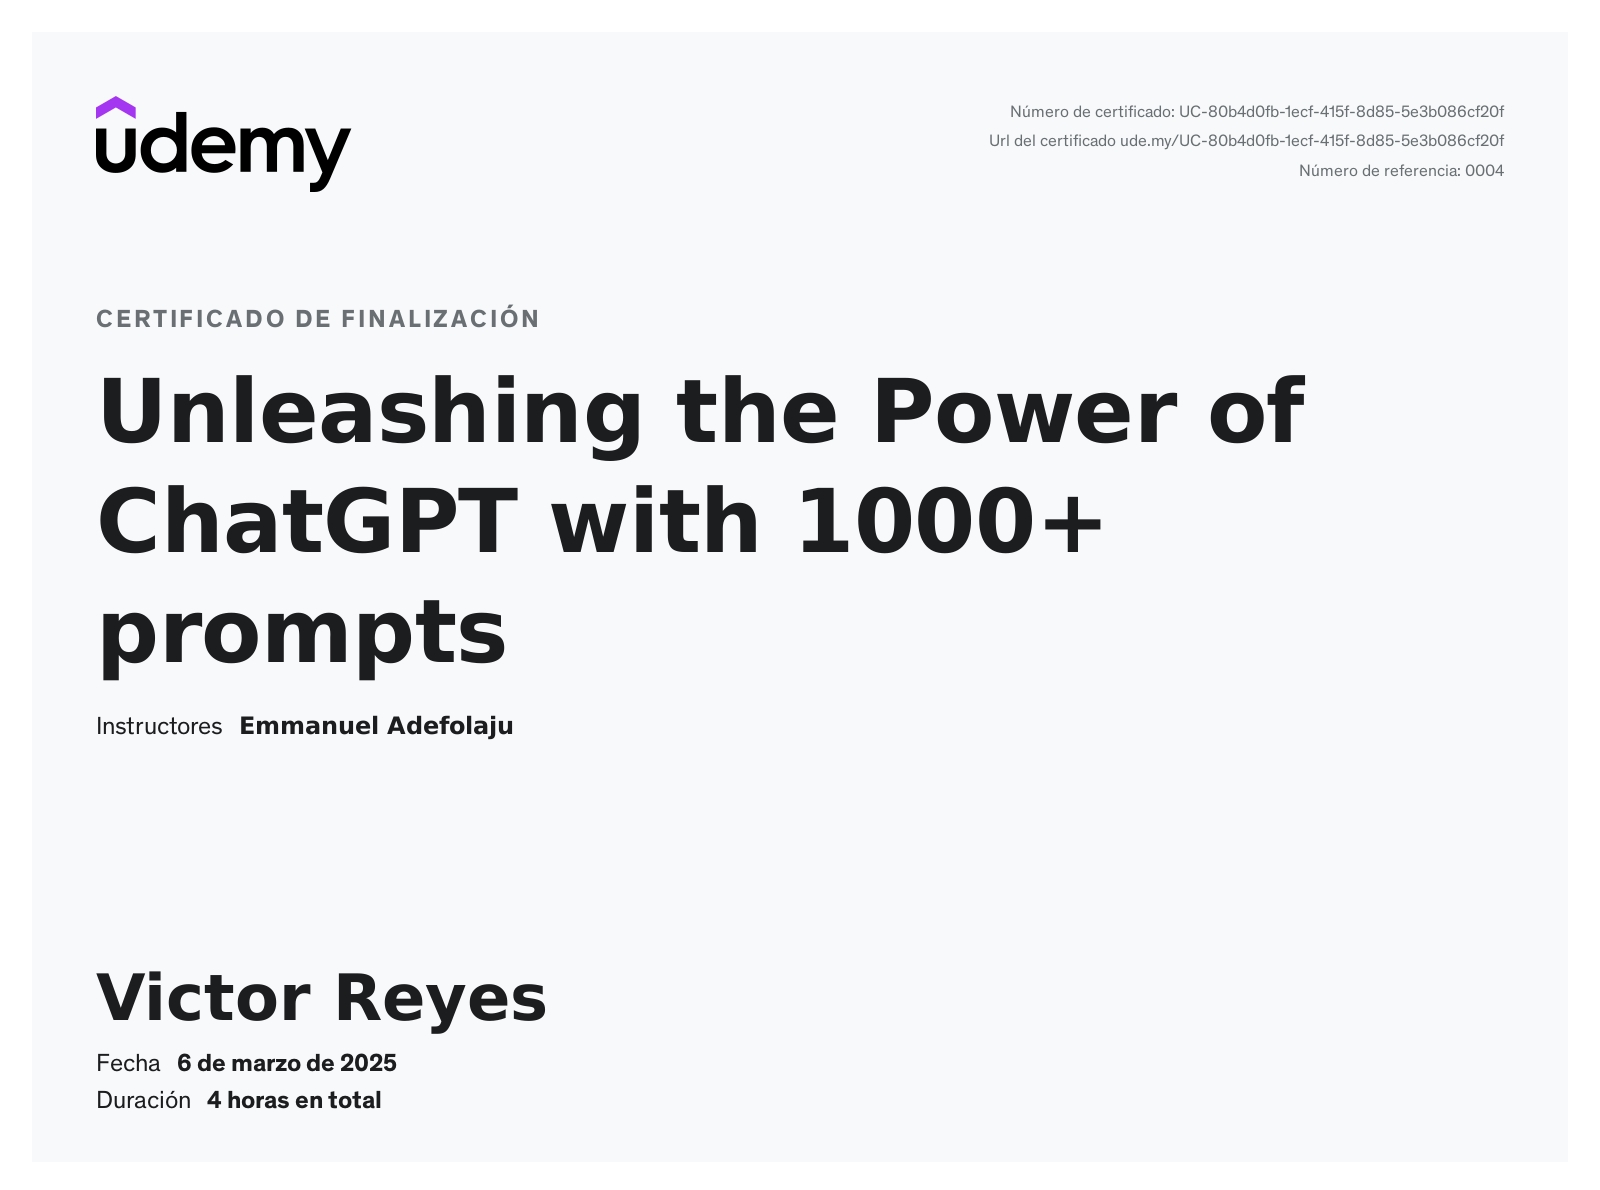 udemy
Número de certificado: UC-80b4d0fb-1ecf-415f-8d85-5e3b086cf20f
Url del certificado ude.my/UC-80b4d0fb-1ecf-415f-8d85-5e3b086cf20f
Número de referencia: 0004
CERTIFICADO DE FINALIZACIÓN
Unleashing the Power of
ChatGPT with 1000+
prompts
Instructores Emmanuel Adefolaju
Victor Reyes
Fecha 6 de marzo de 2025
Duración 4 horas en total